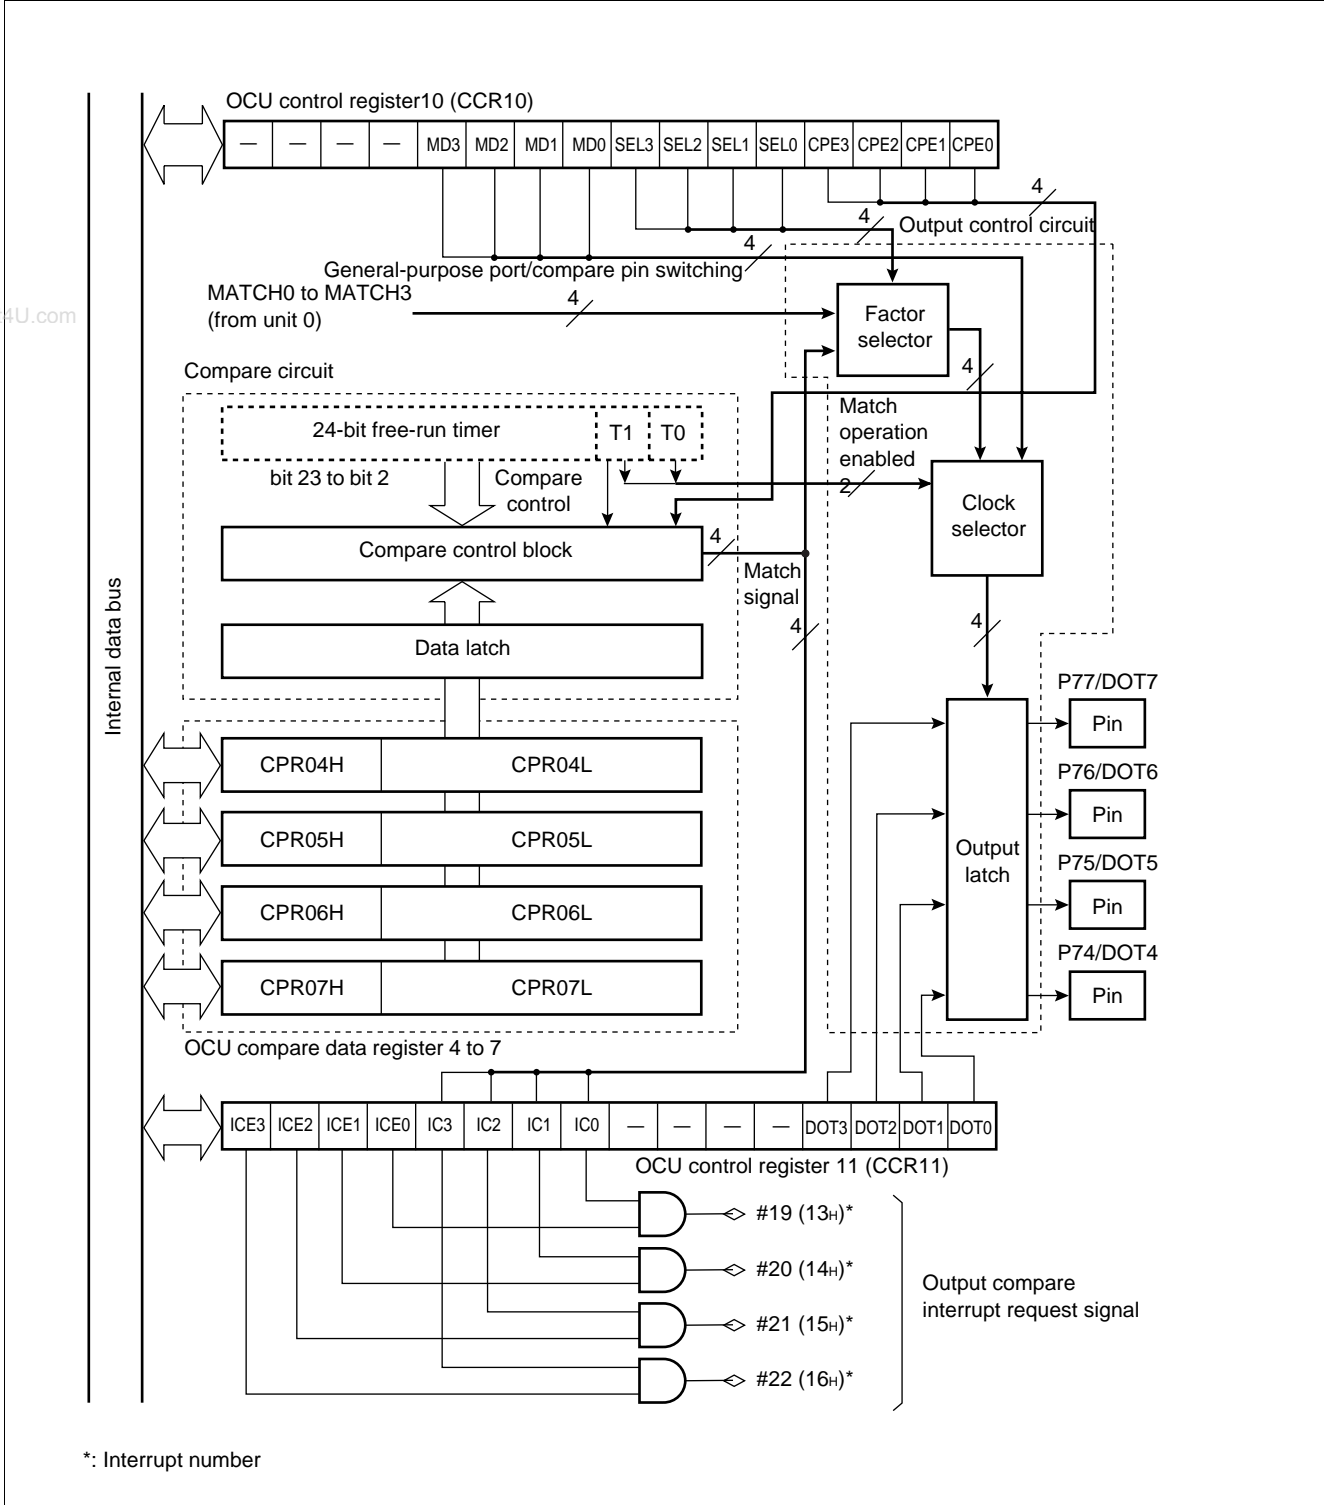 OCU control register10 (CCR10)
— — — — MD3 MD2 MD1 MD0 SEL3 SEL2 SEL1 SEL0 CPE3 CPE2 CPE1 CPE0
4
4
Output control circuit
4
General-purpose port/compare pin switching
MATCH0 to MATCH3
(from unit 0)
4
Factor
selector
4U.com
4
Compare circuit
Match
operation
enabled
2
24-bit free-run timer
T1
T0
bit 23 to bit 2
Compare
control
Clock
selector
Compare control block
4
Match
signal
4
4
Data latch
Internal data bus
P77/DOT7
Pin
CPR04H CPR04L
P76/DOT6
Pin
CPR05H CPR05L
Output
latch
P75/DOT5
Pin
CPR06H CPR06L
P74/DOT4
Pin
CPR07H CPR07L
OCU compare data register 4 to 7
ICE3 ICE2 ICE1 ICE0 IC3 IC2 IC1 IC0 — — — — DOT3 DOT2 DOT1 DOT0
OCU control register 11 (CCR11)
#19 (13H)*
#20 (14H)*
#21 (15H)*
#22 (16H)*
Output compare
interrupt request signal
*: Interrupt number